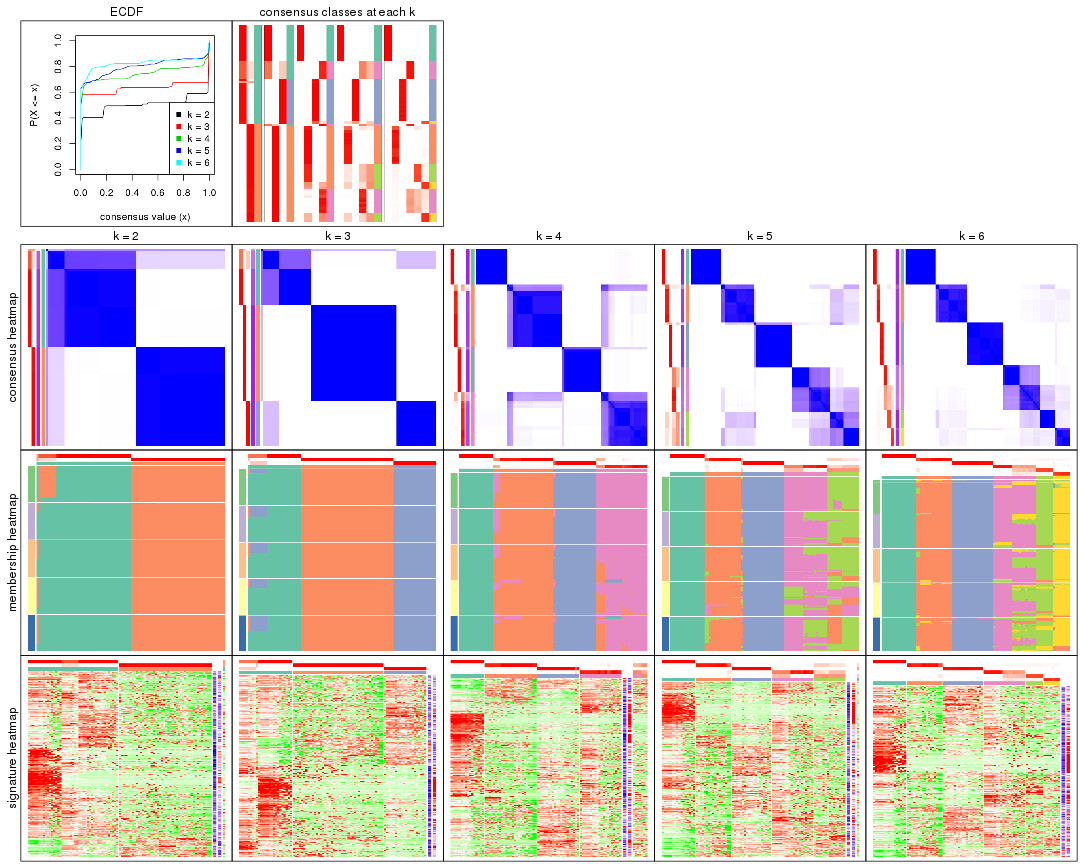 ECDF
consensus classes at each k
P(X <= x)
0.0 0.2 0.4 0.6 0.8 1.0
k = 2
k = 3
k = 4
k = 5
k = 6
0.0 0.2 0.4 0.6 0.8 1.0
consensus value (x)
k = 2
k = 3
k = 4
k = 5
k = 6
consensus heatmap
membership heatmap
signature heatmap